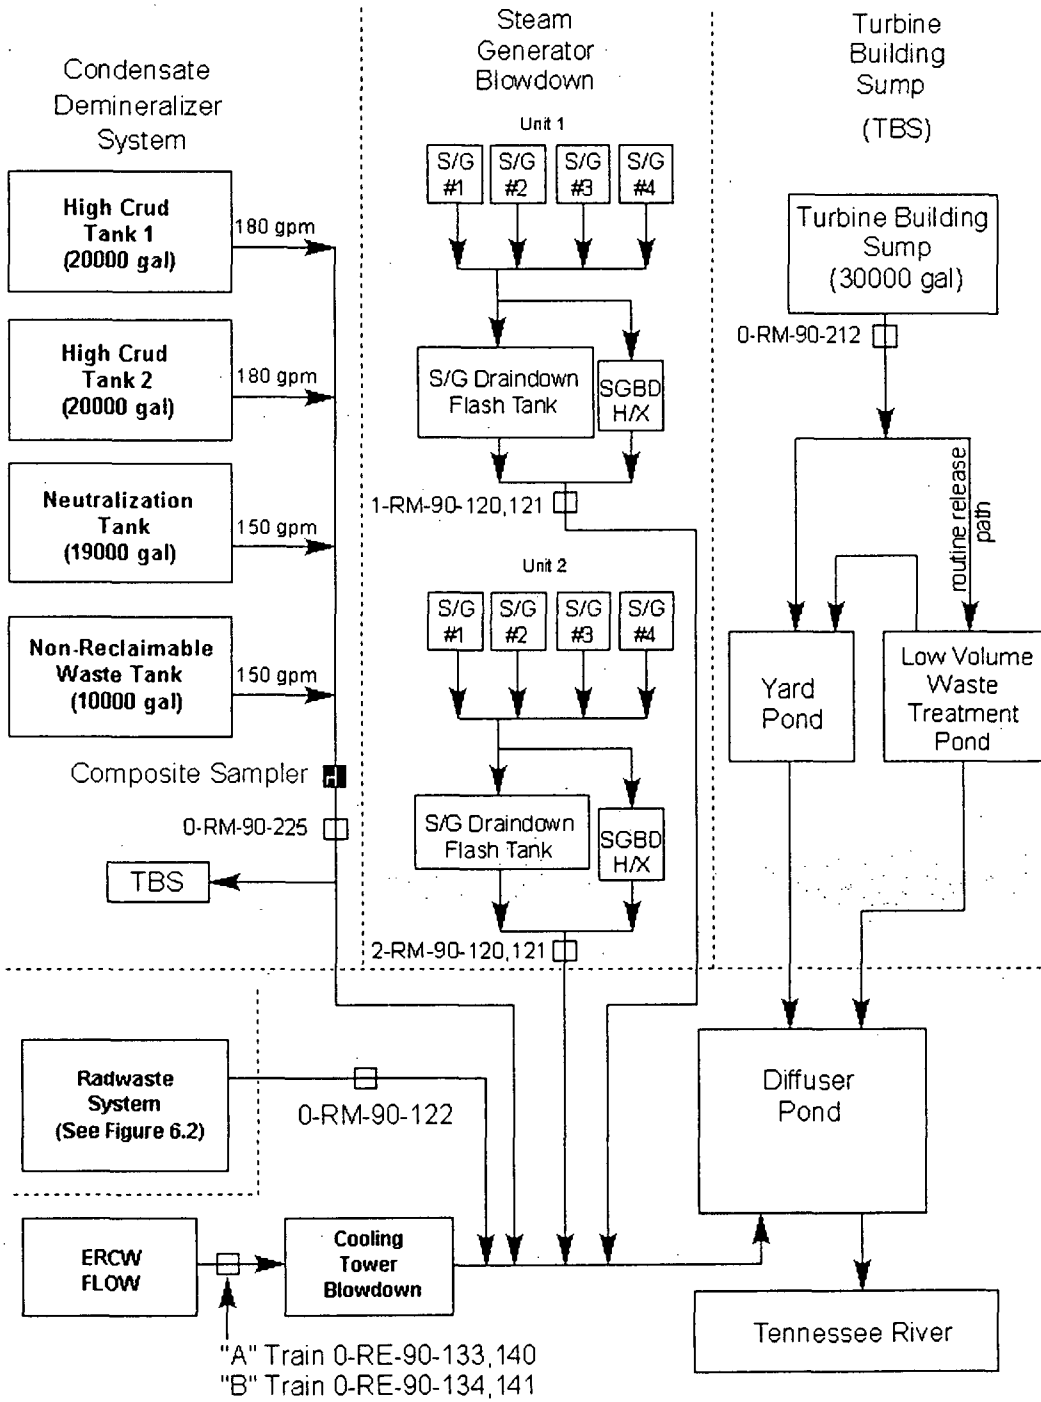 Condensate
Demineralizer
System
High Crud
Tank 1
(20000 gal)
180 gpm
High Crud
Tank 2
(20000 gal)
180 gpm
Neutralization
Tank
(19000 gal)
150 gpm
Non-Reclaimable
Waste Tank
(10000 gal)
150 gpm
Composite Sampler
0-RM-90-225
TBS
Steam
Generator
Blowdown
Unit 1
S/G
#1
S/G
#2
S/G
#3
S/G
#4
S/G Draindown
Flash Tank
SGBD
H/X
1-RM-90-120,121
Unit 2
S/G
#1
S/G
#2
S/G
#3
S/G
#4
S/G Draindown
Flash Tank
SGBD
H/X
2-RM-90-120,121
Turbine
Building
Sump
(TBS)
Turbine Building
Sump
(30000 gal)
0-RM-90-212
routine release
path
Yard
Pond
Low Volume
Waste
Treatment
Pond
Radwaste
System
(See Figure 6.2)
0-RM-90-122
Diffuser
Pond
ERCW
FLOW
Cooling
Tower
Blowdown
Tennessee River
"A" Train 0-RE-90-133,140
"B" Train 0-RE-90-134,141